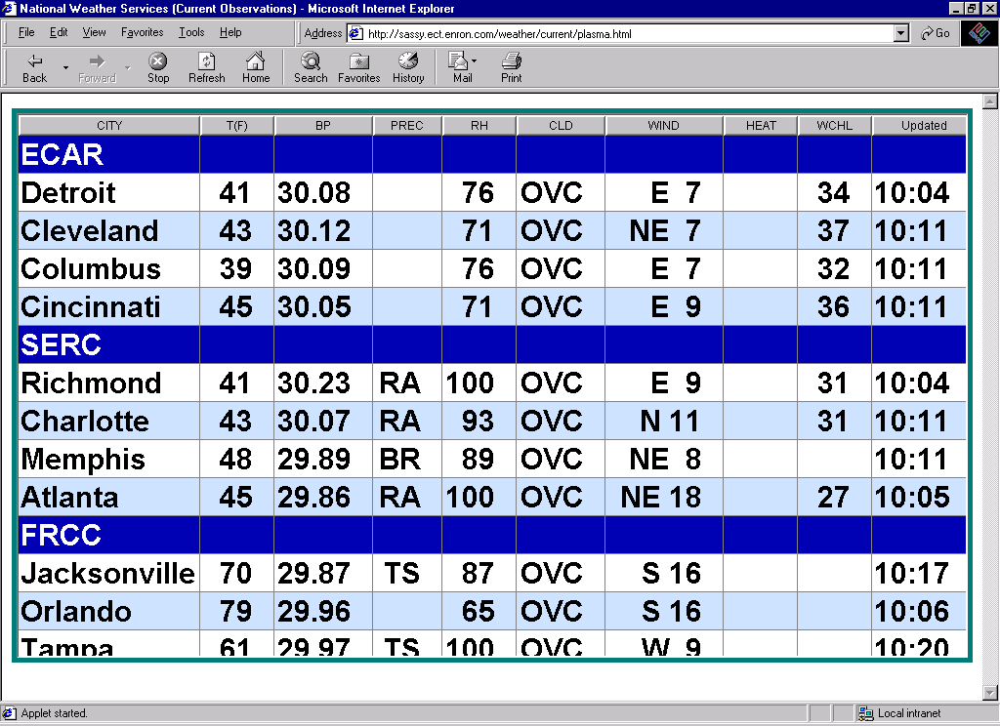 National Weather Services (Current Observations) - Microsoft Internet Explorer
File Edit View Favorites Tools Help Address http://sassy.ect.enron.com/weather/current/plasma.html Go
Back Forward Stop Refresh Home Search Favorites History Mail Print
CITY T(F) BP PREC RH CLD WIND HEAT WCHL Updated
ECAR
Detroit 41 30.08 76 OVC E 7 34 10:04
Cleveland 43 30.12 71 OVC NE 7 37 10:11
Columbus 39 30.09 76 OVC E 7 32 10:11
Cincinnati 45 30.05 71 OVC E 9 36 10:11
SERC
Richmond 41 30.23 RA 100 OVC E 9 31 10:04
Charlotte 43 30.07 RA 93 OVC N 11 31 10:11
Memphis 48 29.89 BR 89 OVC NE 8 10:11
Atlanta 45 29.86 RA 100 OVC NE 18 27 10:05
FRCC
Jacksonville 70 29.87 TS 87 OVC S 16 10:17
Orlando 79 29.96 65 OVC S 16 10:06
Tampa 61 29.97 TS 100 OVC W 9 10:20
Applet started. Local intranet